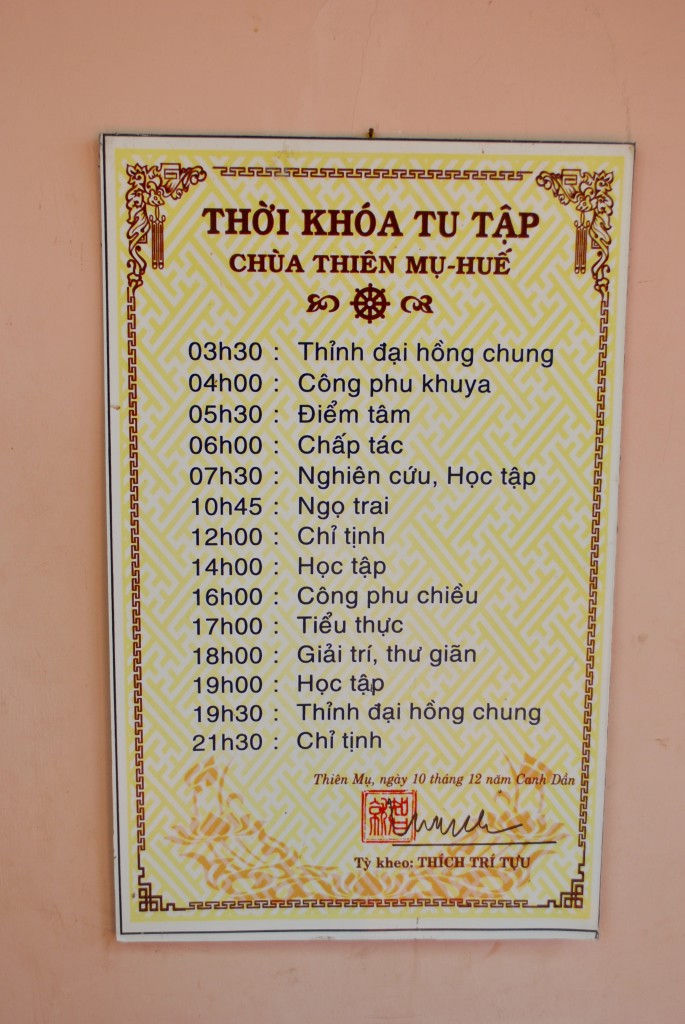 THỜI KHÓA TU TẬP
CHÙA THIÊN MỤ-HUẾ
03h30 : Thỉnh đại hồng chung
04h00 : Công phu khuya
05h30 : Điểm tâm
06h00 : Chấp tác
07h30 : Nghiên cứu, Học tập
10h45 : Ngọ trai
12h00 : Chỉ tịnh
14h00 : Học tập
16h00 : Công phu chiều
17h00 : Tiểu thực
18h00 : Giải trí, thư giãn
19h00 : Học tập
19h30 : Thỉnh đại hồng chung
21h30 : Chỉ tịnh
Thiên Mụ, ngày 10 tháng 12 năm Canh Dần
Tỳ kheo: THÍCH TRÍ TỰU